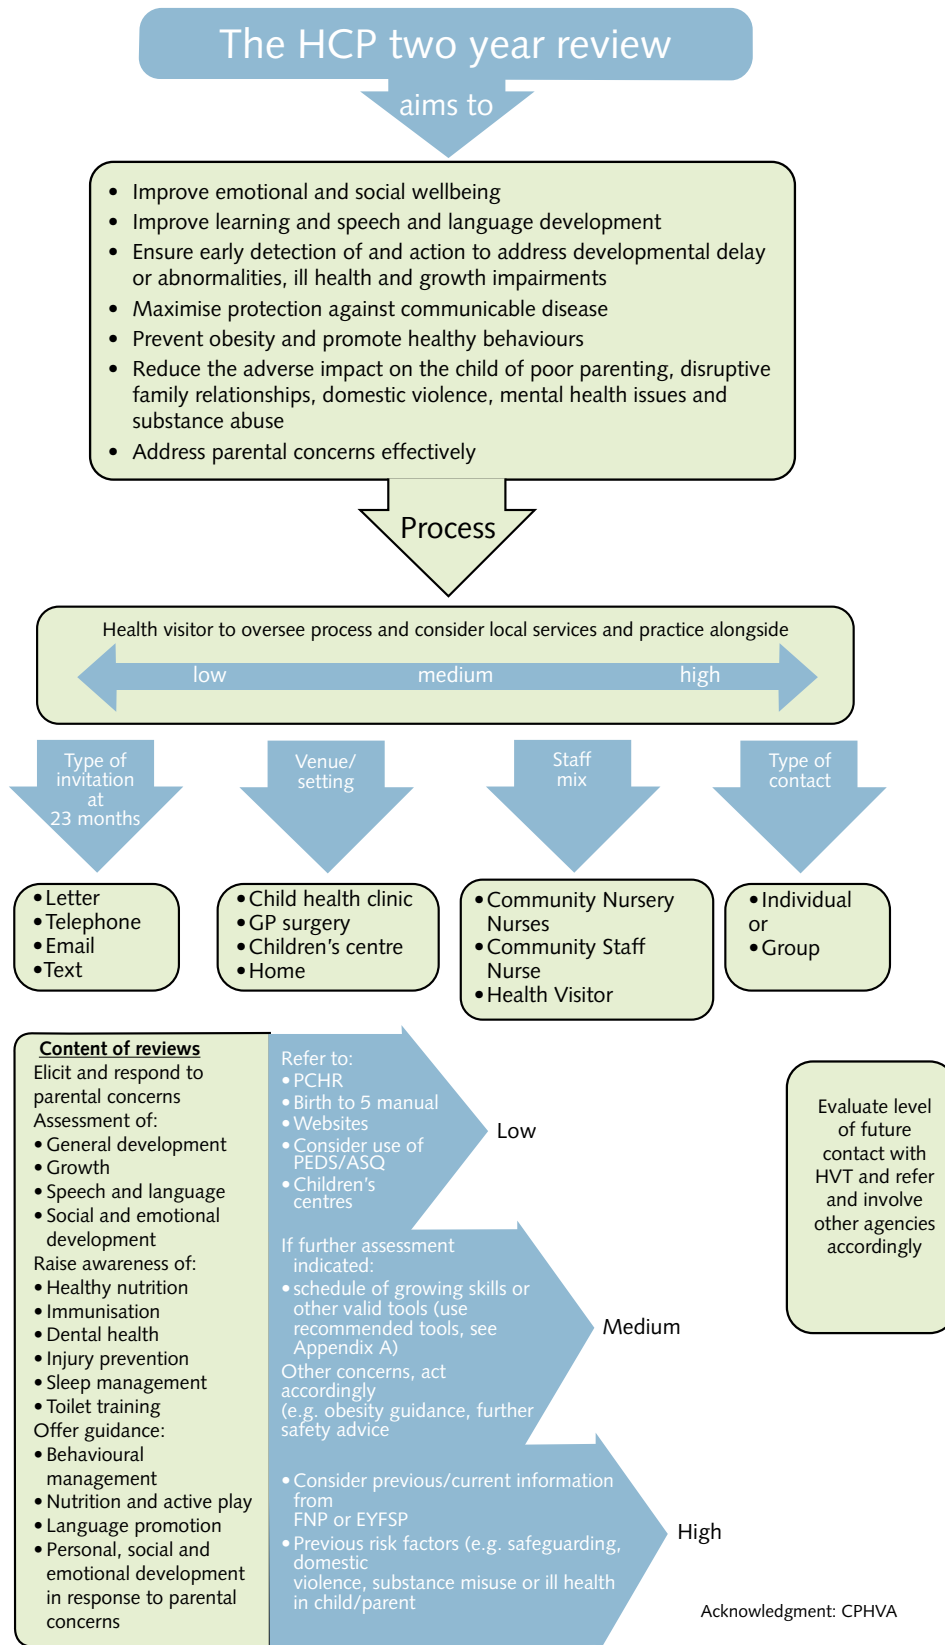 The HCP two year review
aims to
• Improve emotional and social wellbeing
• Improve learning and speech and language development
• Ensure early detection of and action to address developmental delay
or abnormalities, ill health and growth impairments
• Maximise protection against communicable disease
• Prevent obesity and promote healthy behaviours
• Reduce the adverse impact on the child of poor parenting, disruptive
family relationships, domestic violence, mental health issues and
substance abuse
• Address parental concerns effectively
Process
Health visitor to oversee process and consider local services and practice alongside
low medium high
Type of
invitation
at
23 months
Venue/
setting
Staff
mix
Type of
contact
• Letter
• Telephone
• Email
• Text
• Child health clinic
• GP surgery
• Children's centre
• Home
• Community Nursery
Nurses
• Community Staff
Nurse
• Health Visitor
• Individual
or
• Group
Content of reviews
Elicit and respond to
parental concerns
Assessment of:
• General development
• Growth
• Speech and language
• Social and emotional
development
Raise awareness of:
• Healthy nutrition
• Immunisation
• Dental health
• Injury prevention
• Sleep management
• Toilet training
Offer guidance:
• Behavioural
management
• Nutrition and active play
• Language promotion
• Personal, social and
emotional development
in response to parental
concerns
Refer to:
• PCHR
• Birth to 5 manual
• Websites
• Consider use of
PEDS/ASQ
• Children's
centres
Low
If further assessment
indicated:
• schedule of growing skills or
other valid tools (use
recommended tools, see
Appendix A)
Other concerns, act
accordingly
(e.g. obesity guidance, further
safety advice
Medium
• Consider previous/current information
from
FNP or EYFSP
• Previous risk factors (e.g. safeguarding,
domestic
violence, substance misuse or ill health
in child/parent
High
Evaluate level
of future
contact with
HVT and refer
and involve
other agencies
accordingly
Acknowledgment: CPHVA